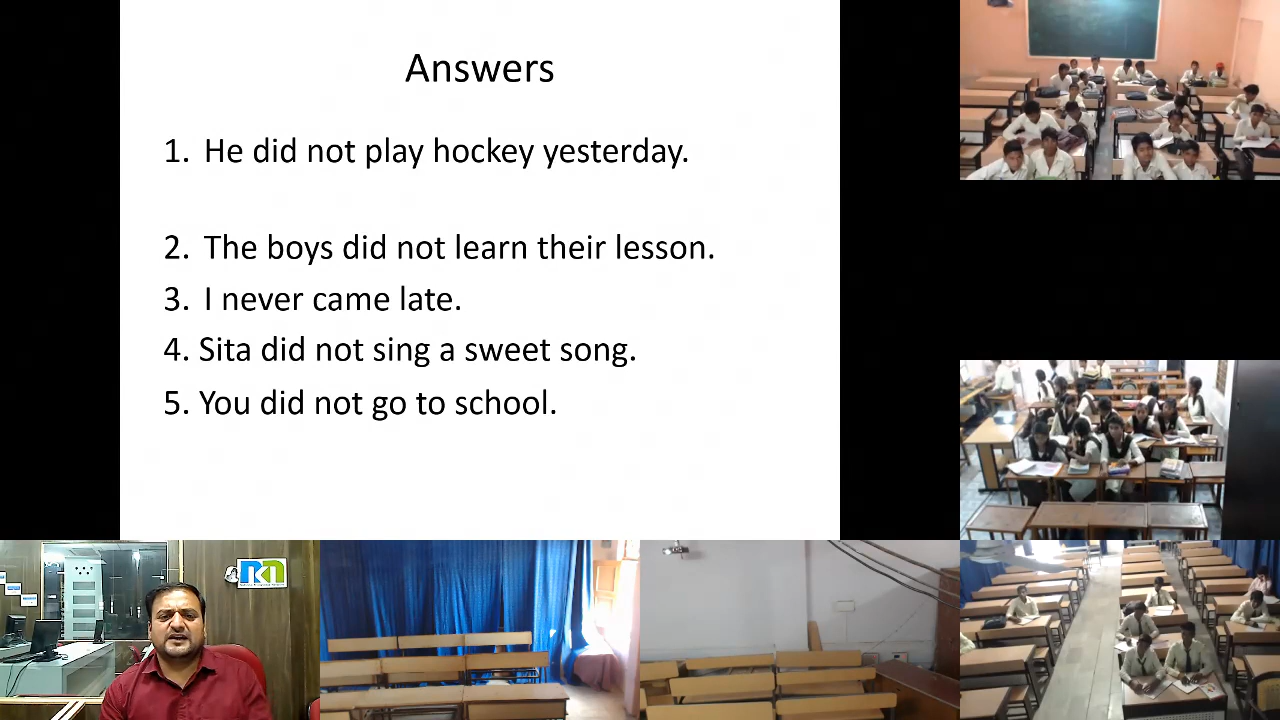 Answers
1. He did not play hockey yesterday.
2. The boys did not learn their lesson.
3. I never came late.
4. Sita did not sing a sweet song.
5. You did not go to school.